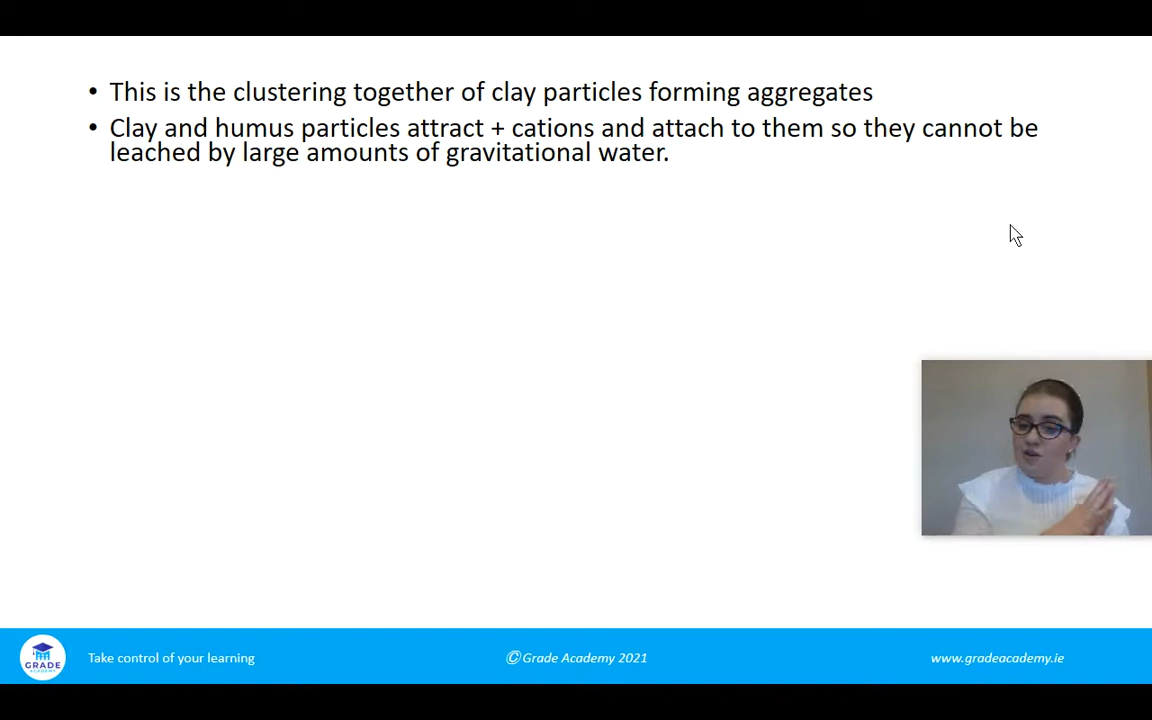 • This is the clustering together of clay particles forming aggregates
• Clay and humus particles attract + cations and attach to them so they cannot be
leached by large amounts of gravitational water.
GRADE
ACADEMY
Take control of your learning
©Grade Academy 2021
www.gradeacademy.ie